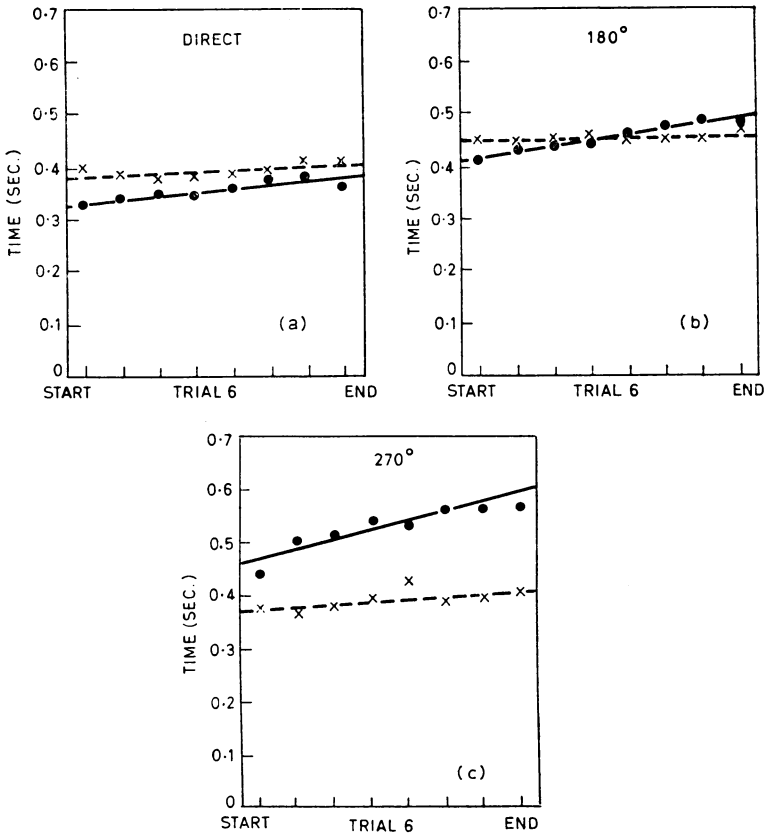 DIRECT
0·7
0·6
0·5
0·4
0·3
0·2
0·1
0
TIME (SEC.)
(a)
START TRIAL 6 END
180°
0·7
0·6
0·5
0·4
0·3
0·2
0·1
0
TIME (SEC.)
(b)
START TRIAL 6 END
270°
0·7
0·6
0·5
0·4
0·3
0·2
0·1
0
TIME (SEC.)
(c)
START TRIAL 6 END